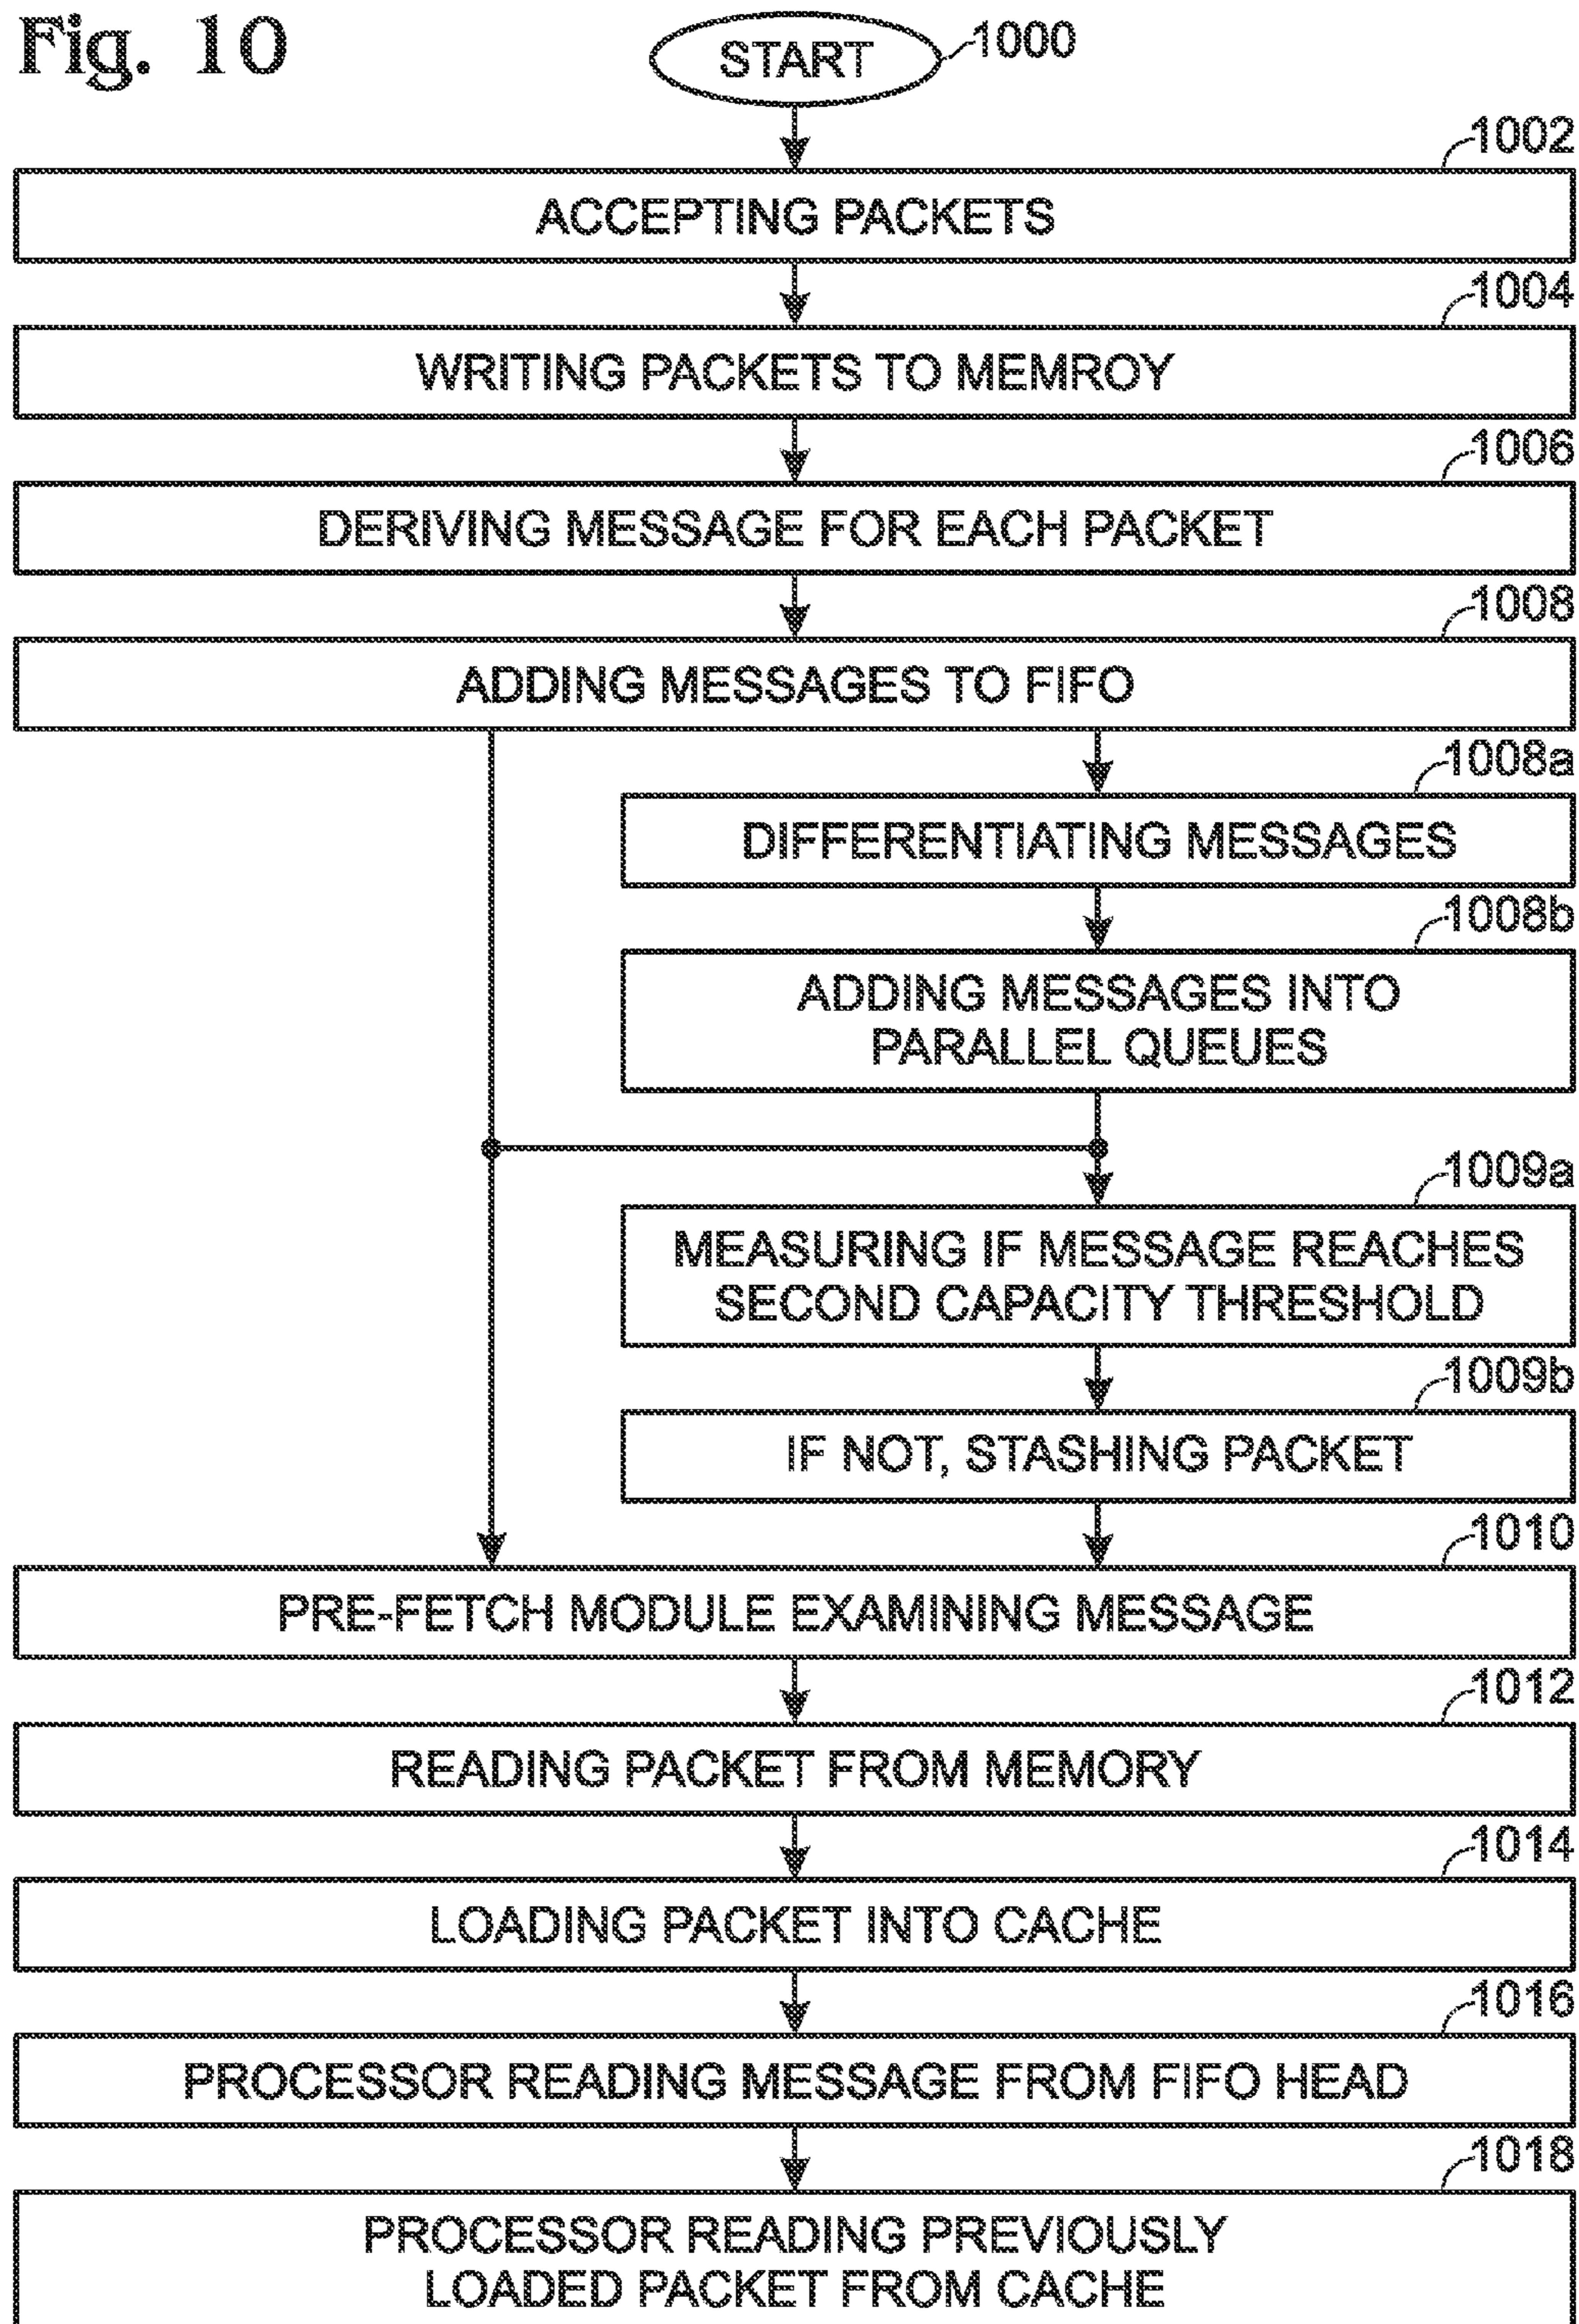 Fig. 10
START
1000
1002
ACCEPTING PACKETS
1004
WRITING PACKETS TO MEMROY
1006
DERIVING MESSAGE FOR EACH PACKET
1008
ADDING MESSAGES TO FIFO
1008a
DIFFERENTIATING MESSAGES
1008b
ADDING MESSAGES INTO
PARALLEL QUEUES
1009a
MEASURING IF MESSAGE REACHES
SECOND CAPACITY THRESHOLD
1009b
IF NOT, STASHING PACKET
1010
PRE-FETCH MODULE EXAMINING MESSAGE
1012
READING PACKET FROM MEMORY
1014
LOADING PACKET INTO CACHE
1016
PROCESSOR READING MESSAGE FROM FIFO HEAD
1018
PROCESSOR READING PREVIOUSLY
LOADED PACKET FROM CACHE